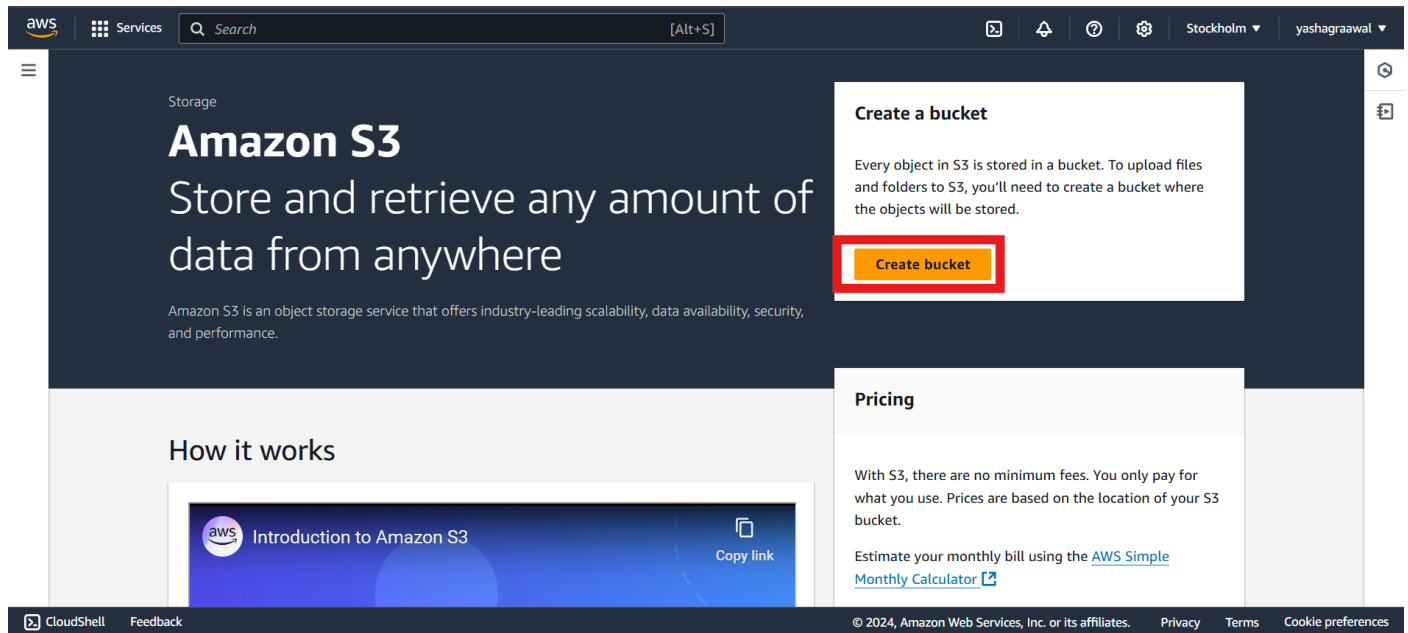 aws
Services
Search
[Alt+S]
Stockholm ▼
yashagraawal ▼
Storage
Amazon S3
Store and retrieve any amount of
data from anywhere
Amazon S3 is an object storage service that offers industry-leading scalability, data availability, security,
and performance.
Create a bucket
Every object in S3 is stored in a bucket. To upload files
and folders to S3, you'll need to create a bucket where
the objects will be stored.
Create bucket
How it works
aws
Introduction to Amazon S3
Copy link
Pricing
With S3, there are no minimum fees. You only pay for
what you use. Prices are based on the location of your S3
bucket.
Estimate your monthly bill using the AWS Simple
Monthly Calculator
CloudShell
Feedback
© 2024, Amazon Web Services, Inc. or its affiliates.
Privacy
Terms
Cookie preferences